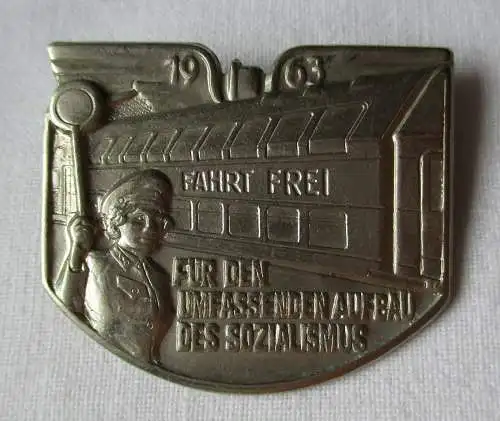 1963
FAHRT FREI
FÜR DEN
UMFASSENDEN AUFBAU
DES SOZIALISMUS